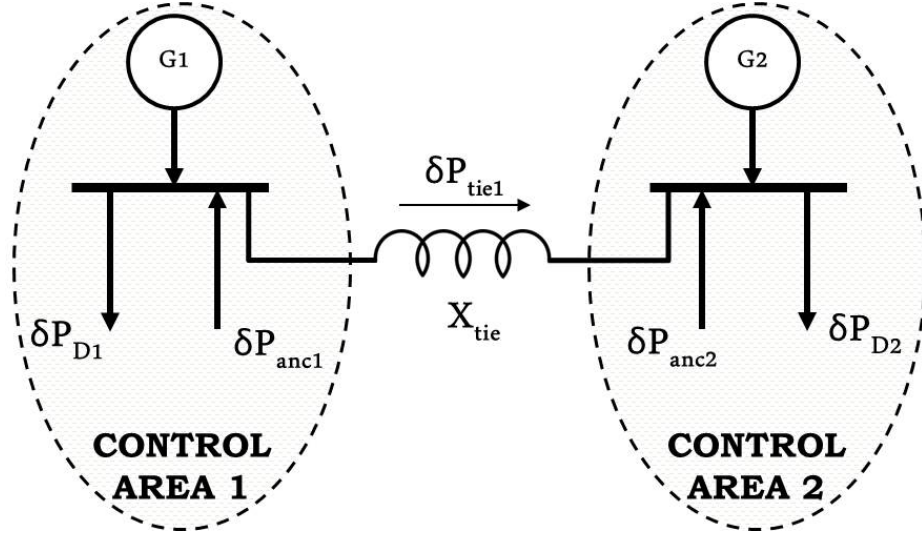 G1
G2
δP_tie1
X_tie
δP_D1
δP_anc1
δP_anc2
δP_D2
CONTROL
AREA 1
CONTROL
AREA 2